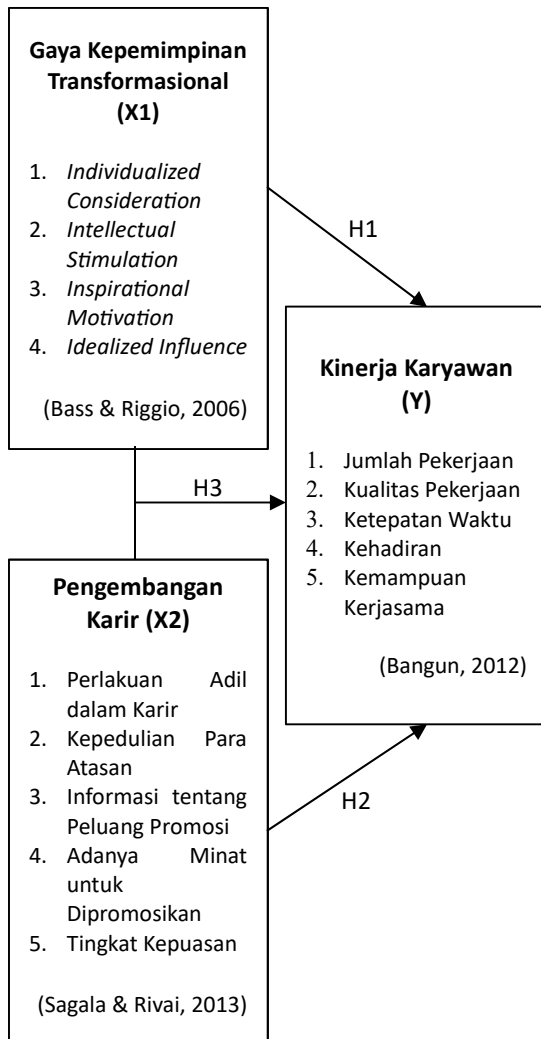 Gaya Kepemimpinan
Transformasional
(X1)
1. Individualized
Consideration
2. Intellectual
Stimulation
3. Inspirational
Motivation
4. Idealized Influence
(Bass & Riggio, 2006)
H1
Kinerja Karyawan
(Y)
1. Jumlah Pekerjaan
2. Kualitas Pekerjaan
3. Ketepatan Waktu
4. Kehadiran
5. Kemampuan
Kerjasama
(Bangun, 2012)
H3
Pengembangan
Karir (X2)
1. Perlakuan Adil
dalam Karir
2. Kepedulian Para
Atasan
3. Informasi tentang
Peluang Promosi
4. Adanya Minat
untuk
Dipromosikan
5. Tingkat Kepuasan
(Sagala & Rivai, 2013)
H2